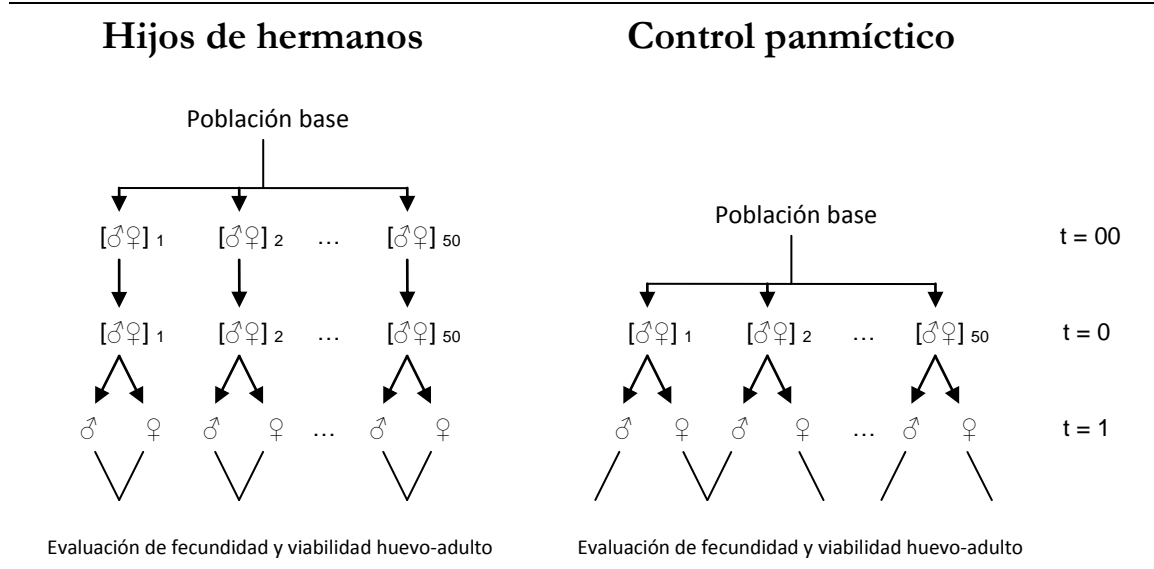 Hijos de hermanos
Control panmíctico
Población base
Población base
[♂♀] 1 [♂♀] 2 … [♂♀] 50
t = 00
[♂♀] 1 [♂♀] 2 … [♂♀] 50
[♂♀] 1 [♂♀] 2 … [♂♀] 50
t = 0
♂ ♀ ♂ ♀ … ♂ ♀
♂ ♀ ♂ ♀ … ♂ ♀
t = 1
Evaluación de fecundidad y viabilidad huevo-adulto
Evaluación de fecundidad y viabilidad huevo-adulto